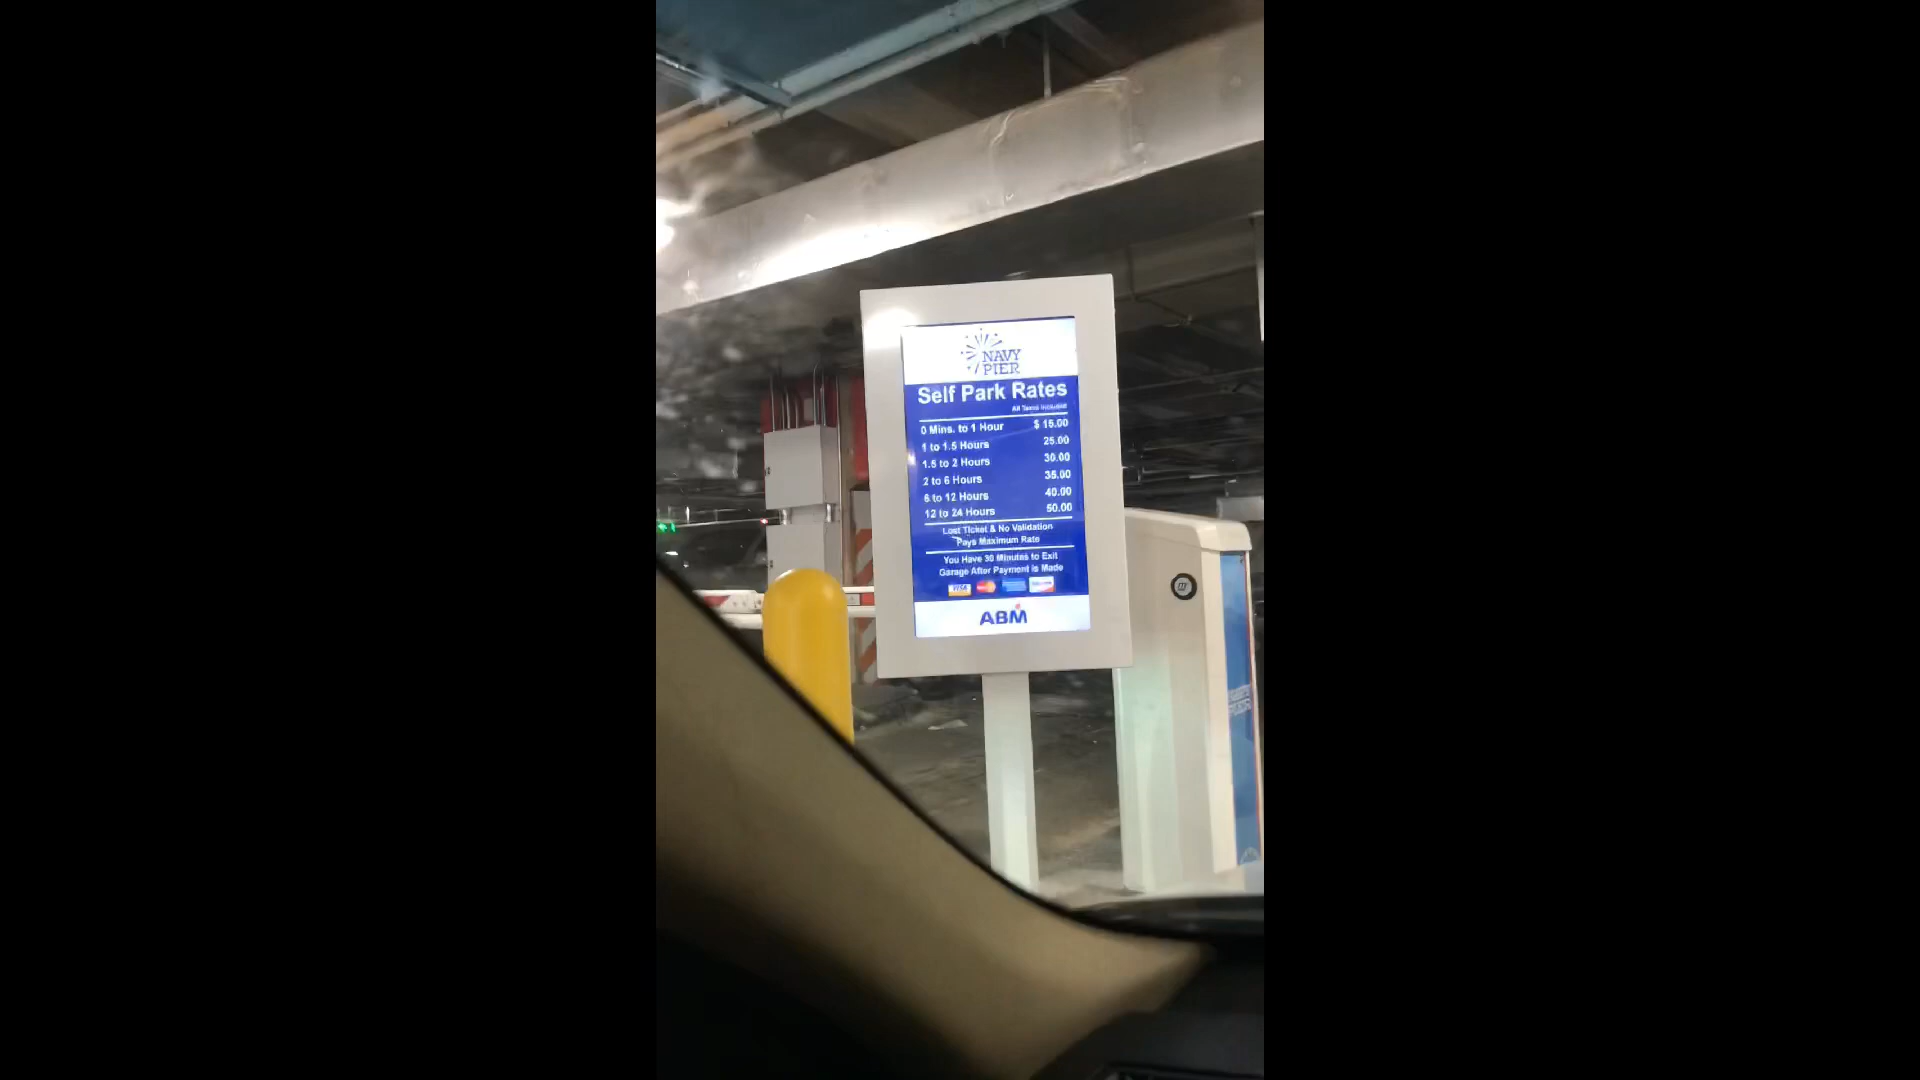 NAVY
PIER
Self Park Rates
All Taxes Included
0 Mins. to 1 Hour $ 15.00
1 to 1.5 Hours 25.00
1.5 to 2 Hours 30.00
2 to 6 Hours 35.00
6 to 12 Hours 40.00
12 to 24 Hours 50.00
Lost Ticket & No Validation
Pays Maximum Rate
You Have 30 Minutes to Exit
Garage After Payment is Made
VISA
ABM
NAVY
PIER